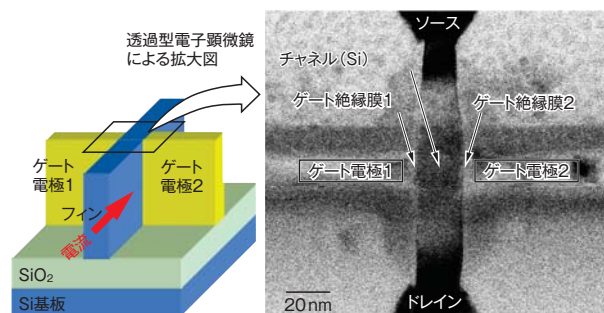 透過型電子顕微鏡
による拡大図
ゲート
電極1
ゲート
電極2
フィン
電流
SiO₂
Si基板
ソース
チャネル(Si)
ゲート絶縁膜1
ゲート絶縁膜2
ゲート電極1
ゲート電極2
20nm
ドレイン